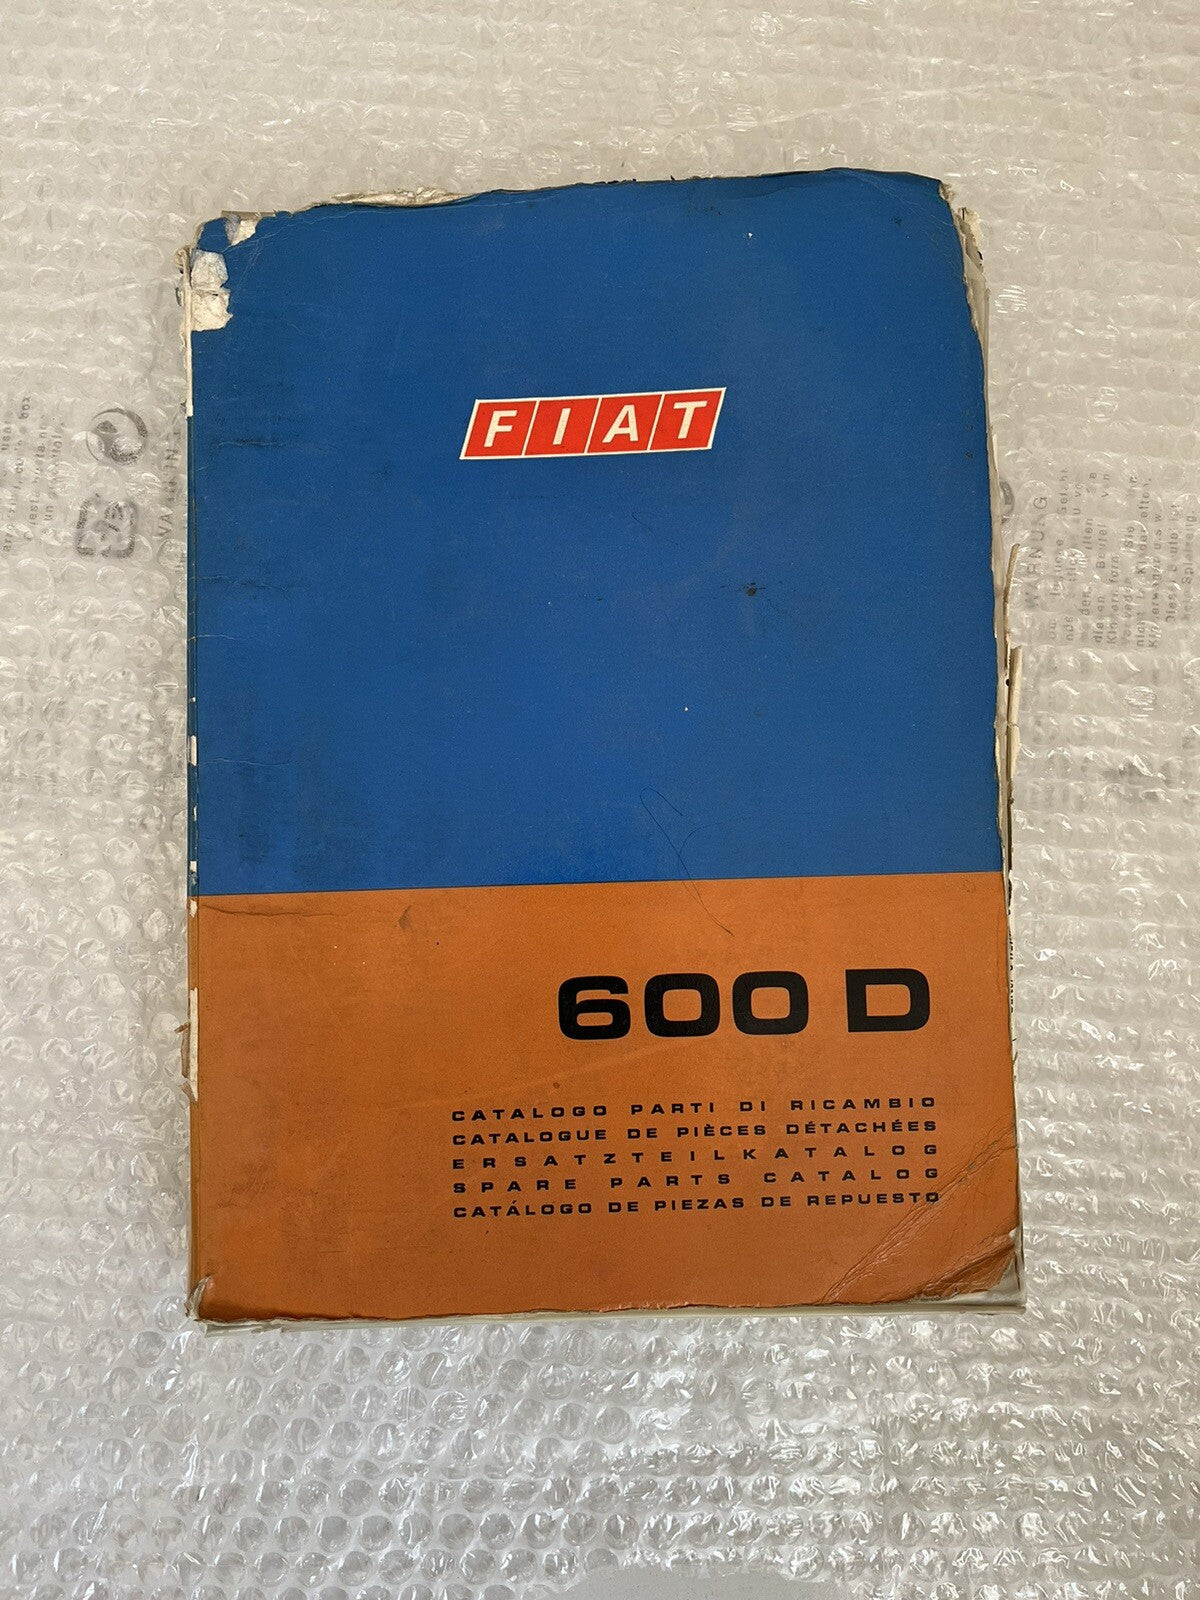 FIAT
600 D
CATALOGO PARTI DI RICAMBIO
CATALOGUE DE PIÈCES DÉTACHÉES
ERSATZTEILKATALOG
SPARE PARTS CATALOG
CATÁLOGO DE PIEZAS DE REPUESTO
WARNUNG